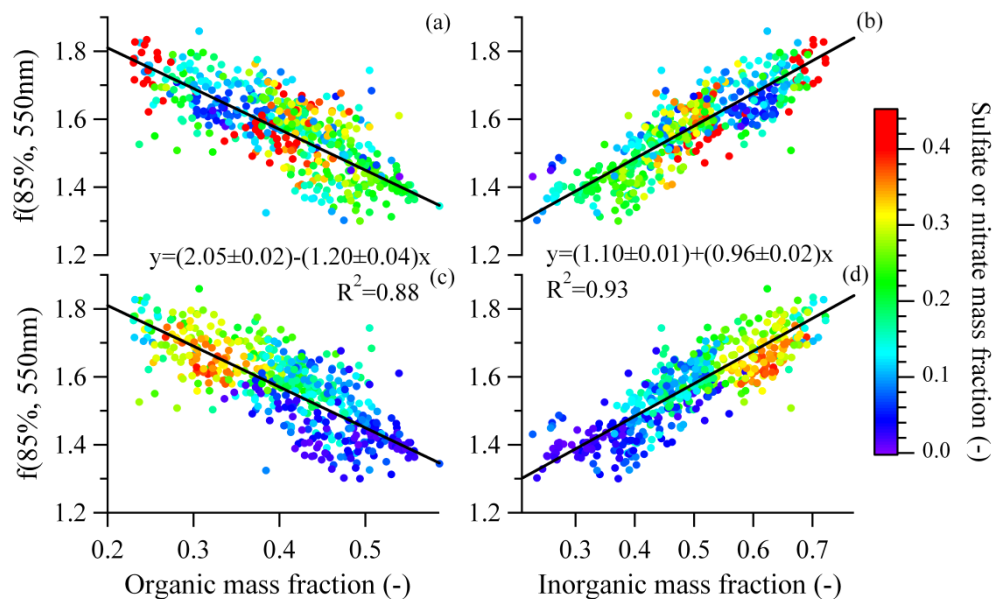 (a)
(b)
f(85%, 550nm)
1.8
1.6
1.4
1.2
y=(2.05±0.02)-(1.20±0.04)x
R²=0.88
y=(1.10±0.01)+(0.96±0.02)x
R²=0.93
(c)
(d)
f(85%, 550nm)
1.8
1.6
1.4
1.2
0.2
0.3
0.4
0.5
0.3
0.4
0.5
0.6
0.7
Organic mass fraction (-)
Inorganic mass fraction (-)
0.4
0.3
0.2
0.1
0.0
Sulfate or nitrate mass fraction (-)